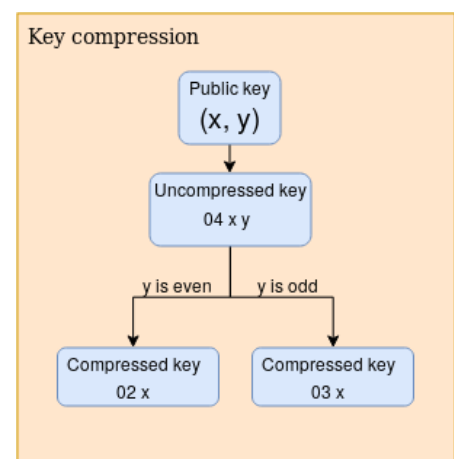 Key compression
Public key
(x, y)
Uncompressed key
04 x y
y is even
y is odd
Compressed key
02 x
Compressed key
03 x